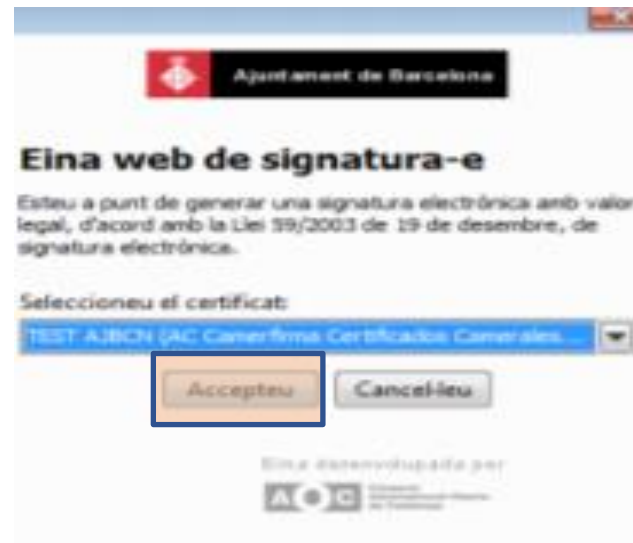 Ajuntament de Barcelona
Eina web de signatura-e
Esteu a punt de generar una signatura electrònica amb valor
legal, d'acord amb la Llei 59/2003 de 19 de desembre, de
signatura electrònica.
Seleccioneu el certificat:
TEST AJBCN (AC Camerfirma Certificados Camerales ...
Accepteu
Cancel·leu
Eina desenvolupada per
AOC